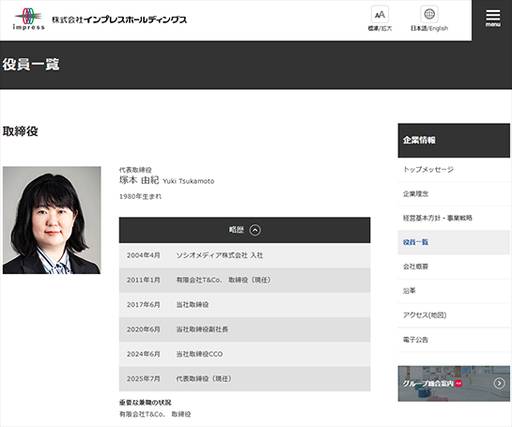 impress
株式会社インプレスホールディングス
AA
標準/拡大
日本語/English
menu
役員一覧
取締役
代表取締役
塚本 由紀 Yuki Tsukamoto
1980年生まれ
略歴
2004年4月 ソシオメディア株式会社 入社
2011年1月 有限会社T&Co. 取締役（現任）
2017年6月 当社取締役
2020年6月 当社取締役副社長
2024年6月 当社取締役CCO
2025年7月 代表取締役（現任）
重要な兼職の状況
有限会社T&Co. 取締役
企業情報
トップメッセージ
企業理念
経営基本方針・事業戦略
役員一覧
会社概要
沿革
アクセス(地図)
電子公告
グループ総合案内